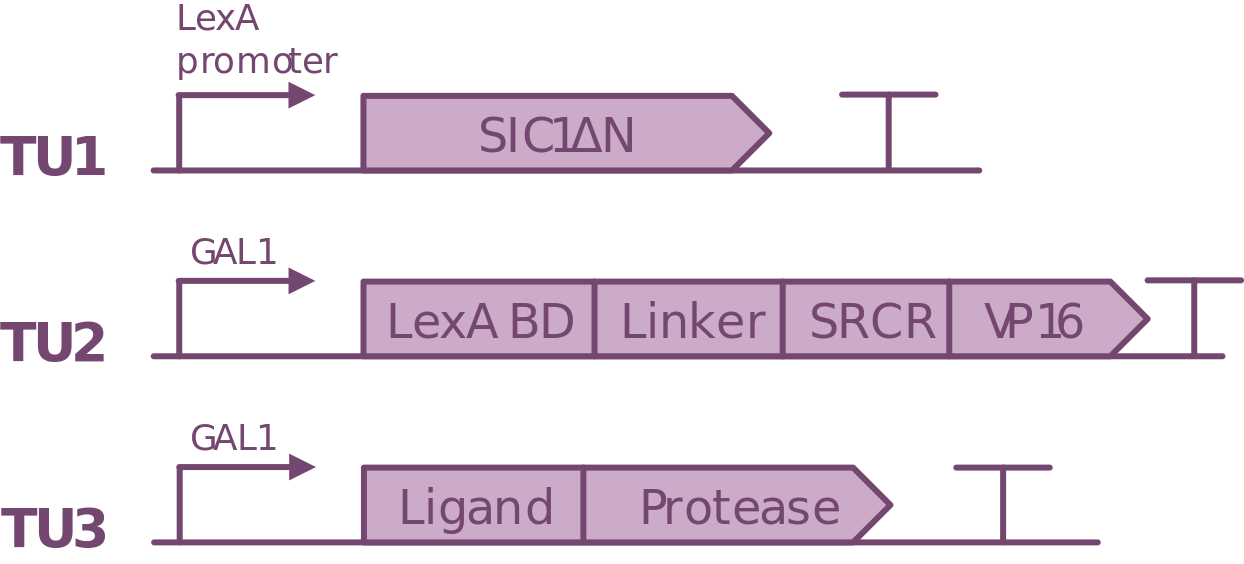 LexA
promoter
TU1
SIC1ΔN
GAL1
TU2
LexA BD
Linker
SRCR
VP16
GAL1
TU3
Ligand
Protease